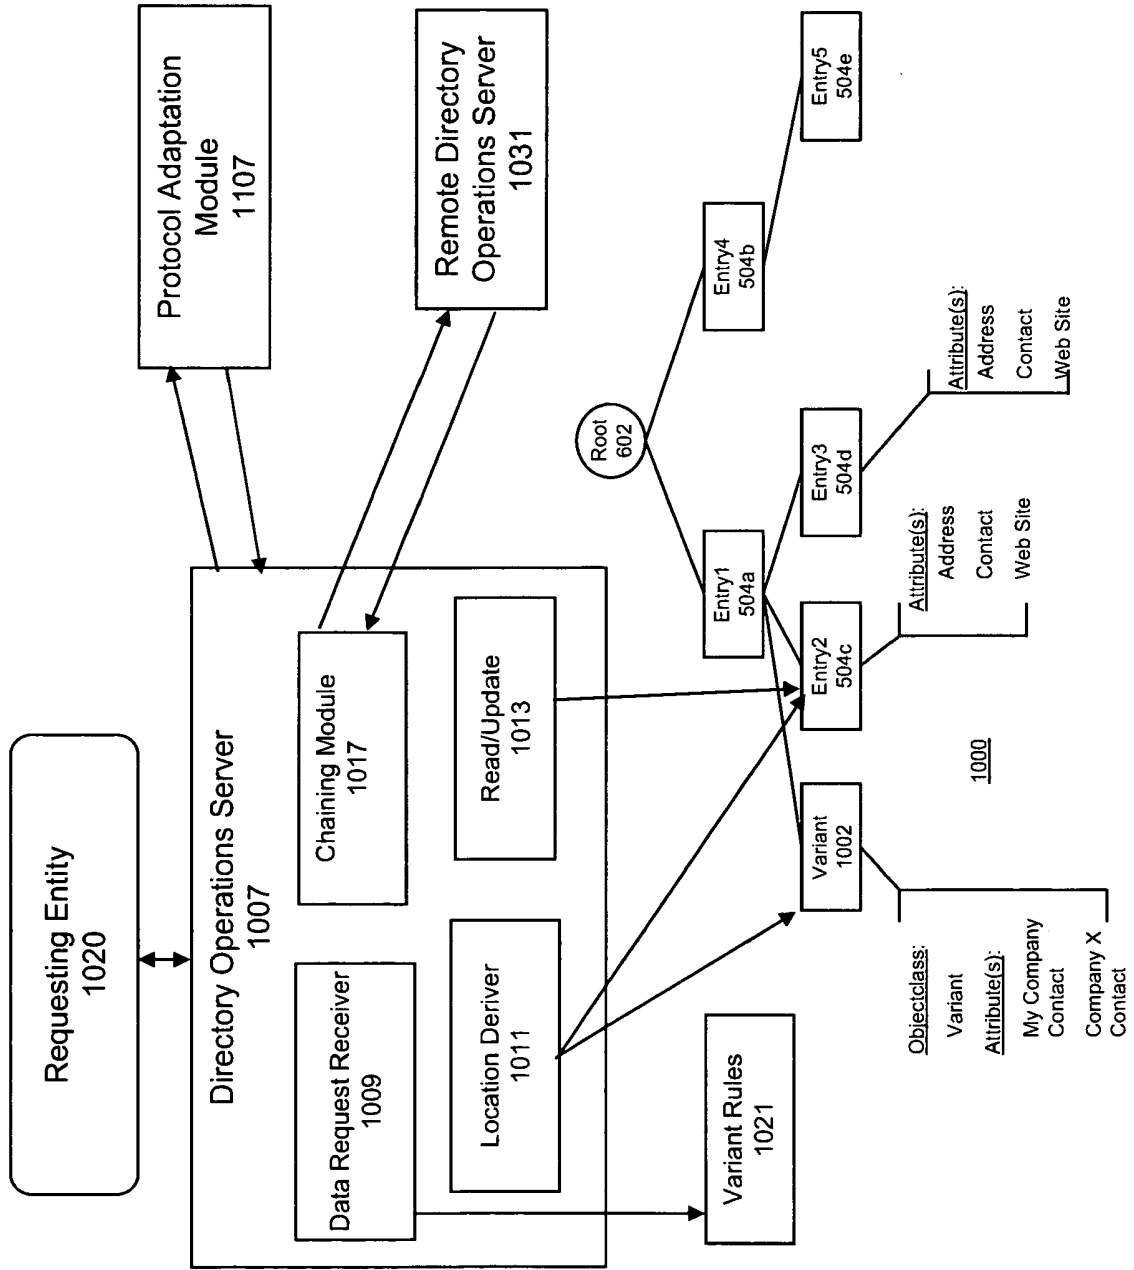 Requesting Entity
1020
Directory Operations Server
1007
Data Request Receiver
1009
Chaining Module
1017
Location Deriver
1011
Read/Update
1013
Protocol Adaptation
Module
1107
Remote Directory
Operations Server
1031
Variant Rules
1021
Root
602
Entry1
504a
Entry4
504b
Variant
1002
Entry2
504c
Entry3
504d
Entry5
504e
Objectclass:
Variant
Attribute(s):
My Company
Contact
Company X
Contact
Attribute(s):
Address
Contact
Web Site
Attribute(s):
Address
Contact
Web Site
1000